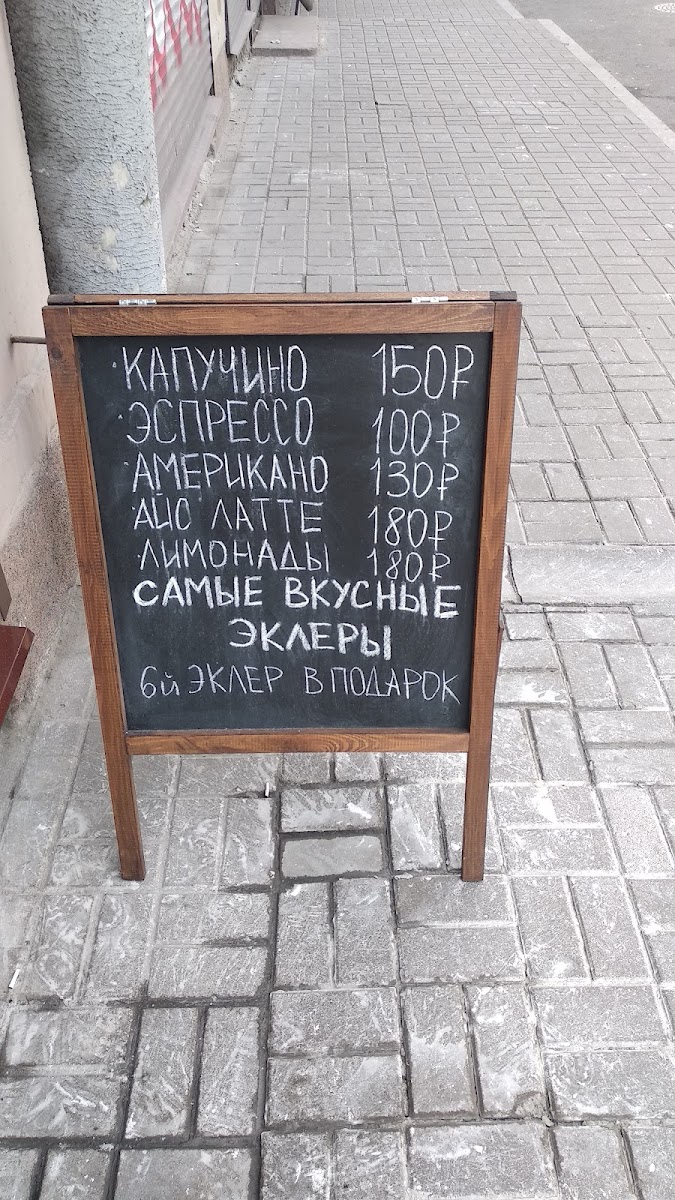 КАПУЧИНО 150₽
ЭСПРЕССО 100₽
АМЕРИКАНО 130₽
АЙС ЛАТТЕ 180₽
ЛИМОНАДЫ 180₽
САМЫЕ ВКУСНЫЕ
ЭКЛЕРЫ
6й ЭКЛЕР В ПОДАРОК